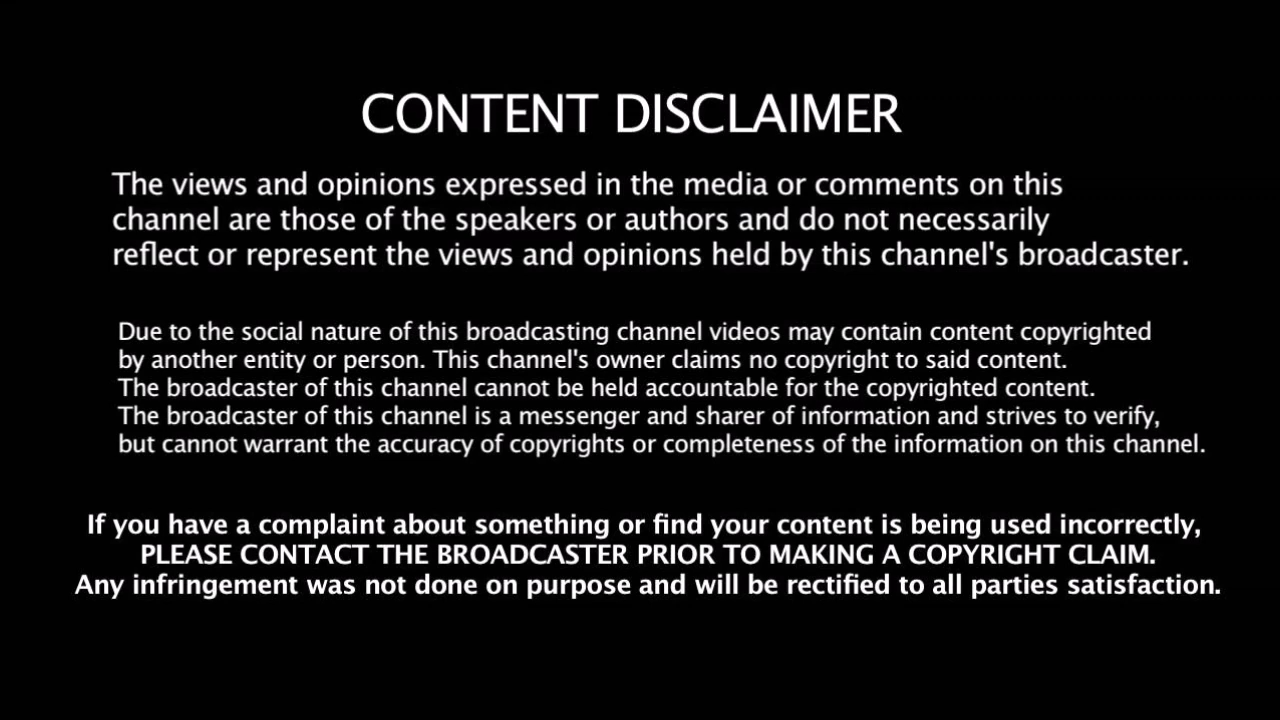 CONTENT DISCLAIMER
The views and opinions expressed in the media or comments on this
channel are those of the speakers or authors and do not necessarily
reflect or represent the views and opinions held by this channel's broadcaster.
Due to the social nature of this broadcasting channel videos may contain content copyrighted
by another entity or person. This channel's owner claims no copyright to said content.
The broadcaster of this channel cannot be held accountable for the copyrighted content.
The broadcaster of this channel is a messenger and sharer of information and strives to verify,
but cannot warrant the accuracy of copyrights or completeness of the information on this channel.
If you have a complaint about something or find your content is being used incorrectly,
PLEASE CONTACT THE BROADCASTER PRIOR TO MAKING A COPYRIGHT CLAIM.
Any infringement was not done on purpose and will be rectified to all parties satisfaction.